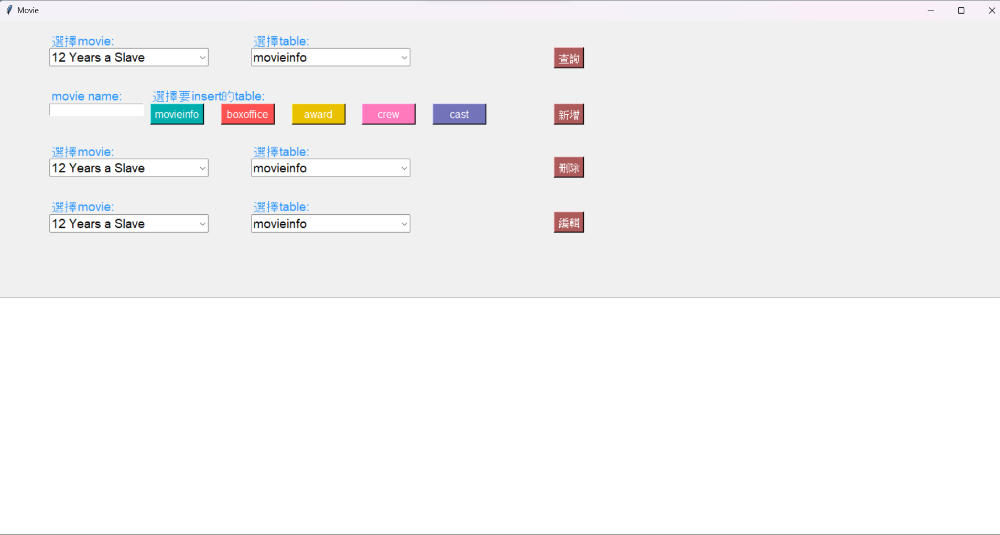 Movie
選擇movie: 選擇table:
12 Years a Slave movieinfo 查詢
movie name: 選擇要insert的table:
movieinfo boxoffice award crew cast 新增
選擇movie: 選擇table:
12 Years a Slave movieinfo 刪除
選擇movie: 選擇table:
12 Years a Slave movieinfo 編輯